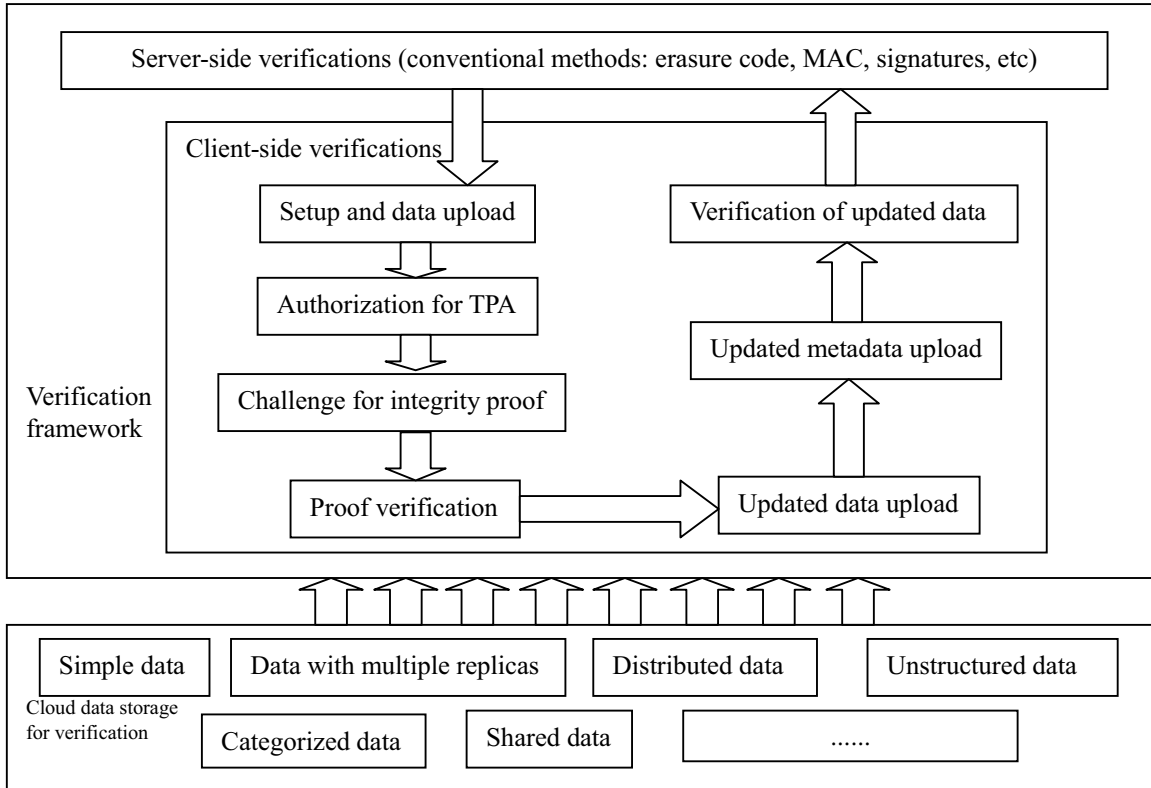 Server-side verifications (conventional methods: erasure code, MAC, signatures, etc)
Client-side verifications
Setup and data upload
Verification of updated data
Authorization for TPA
Updated metadata upload
Verification
framework
Challenge for integrity proof
Proof verification
Updated data upload
Simple data
Data with multiple replicas
Distributed data
Unstructured data
Cloud data storage
for verification
Categorized data
Shared data
......